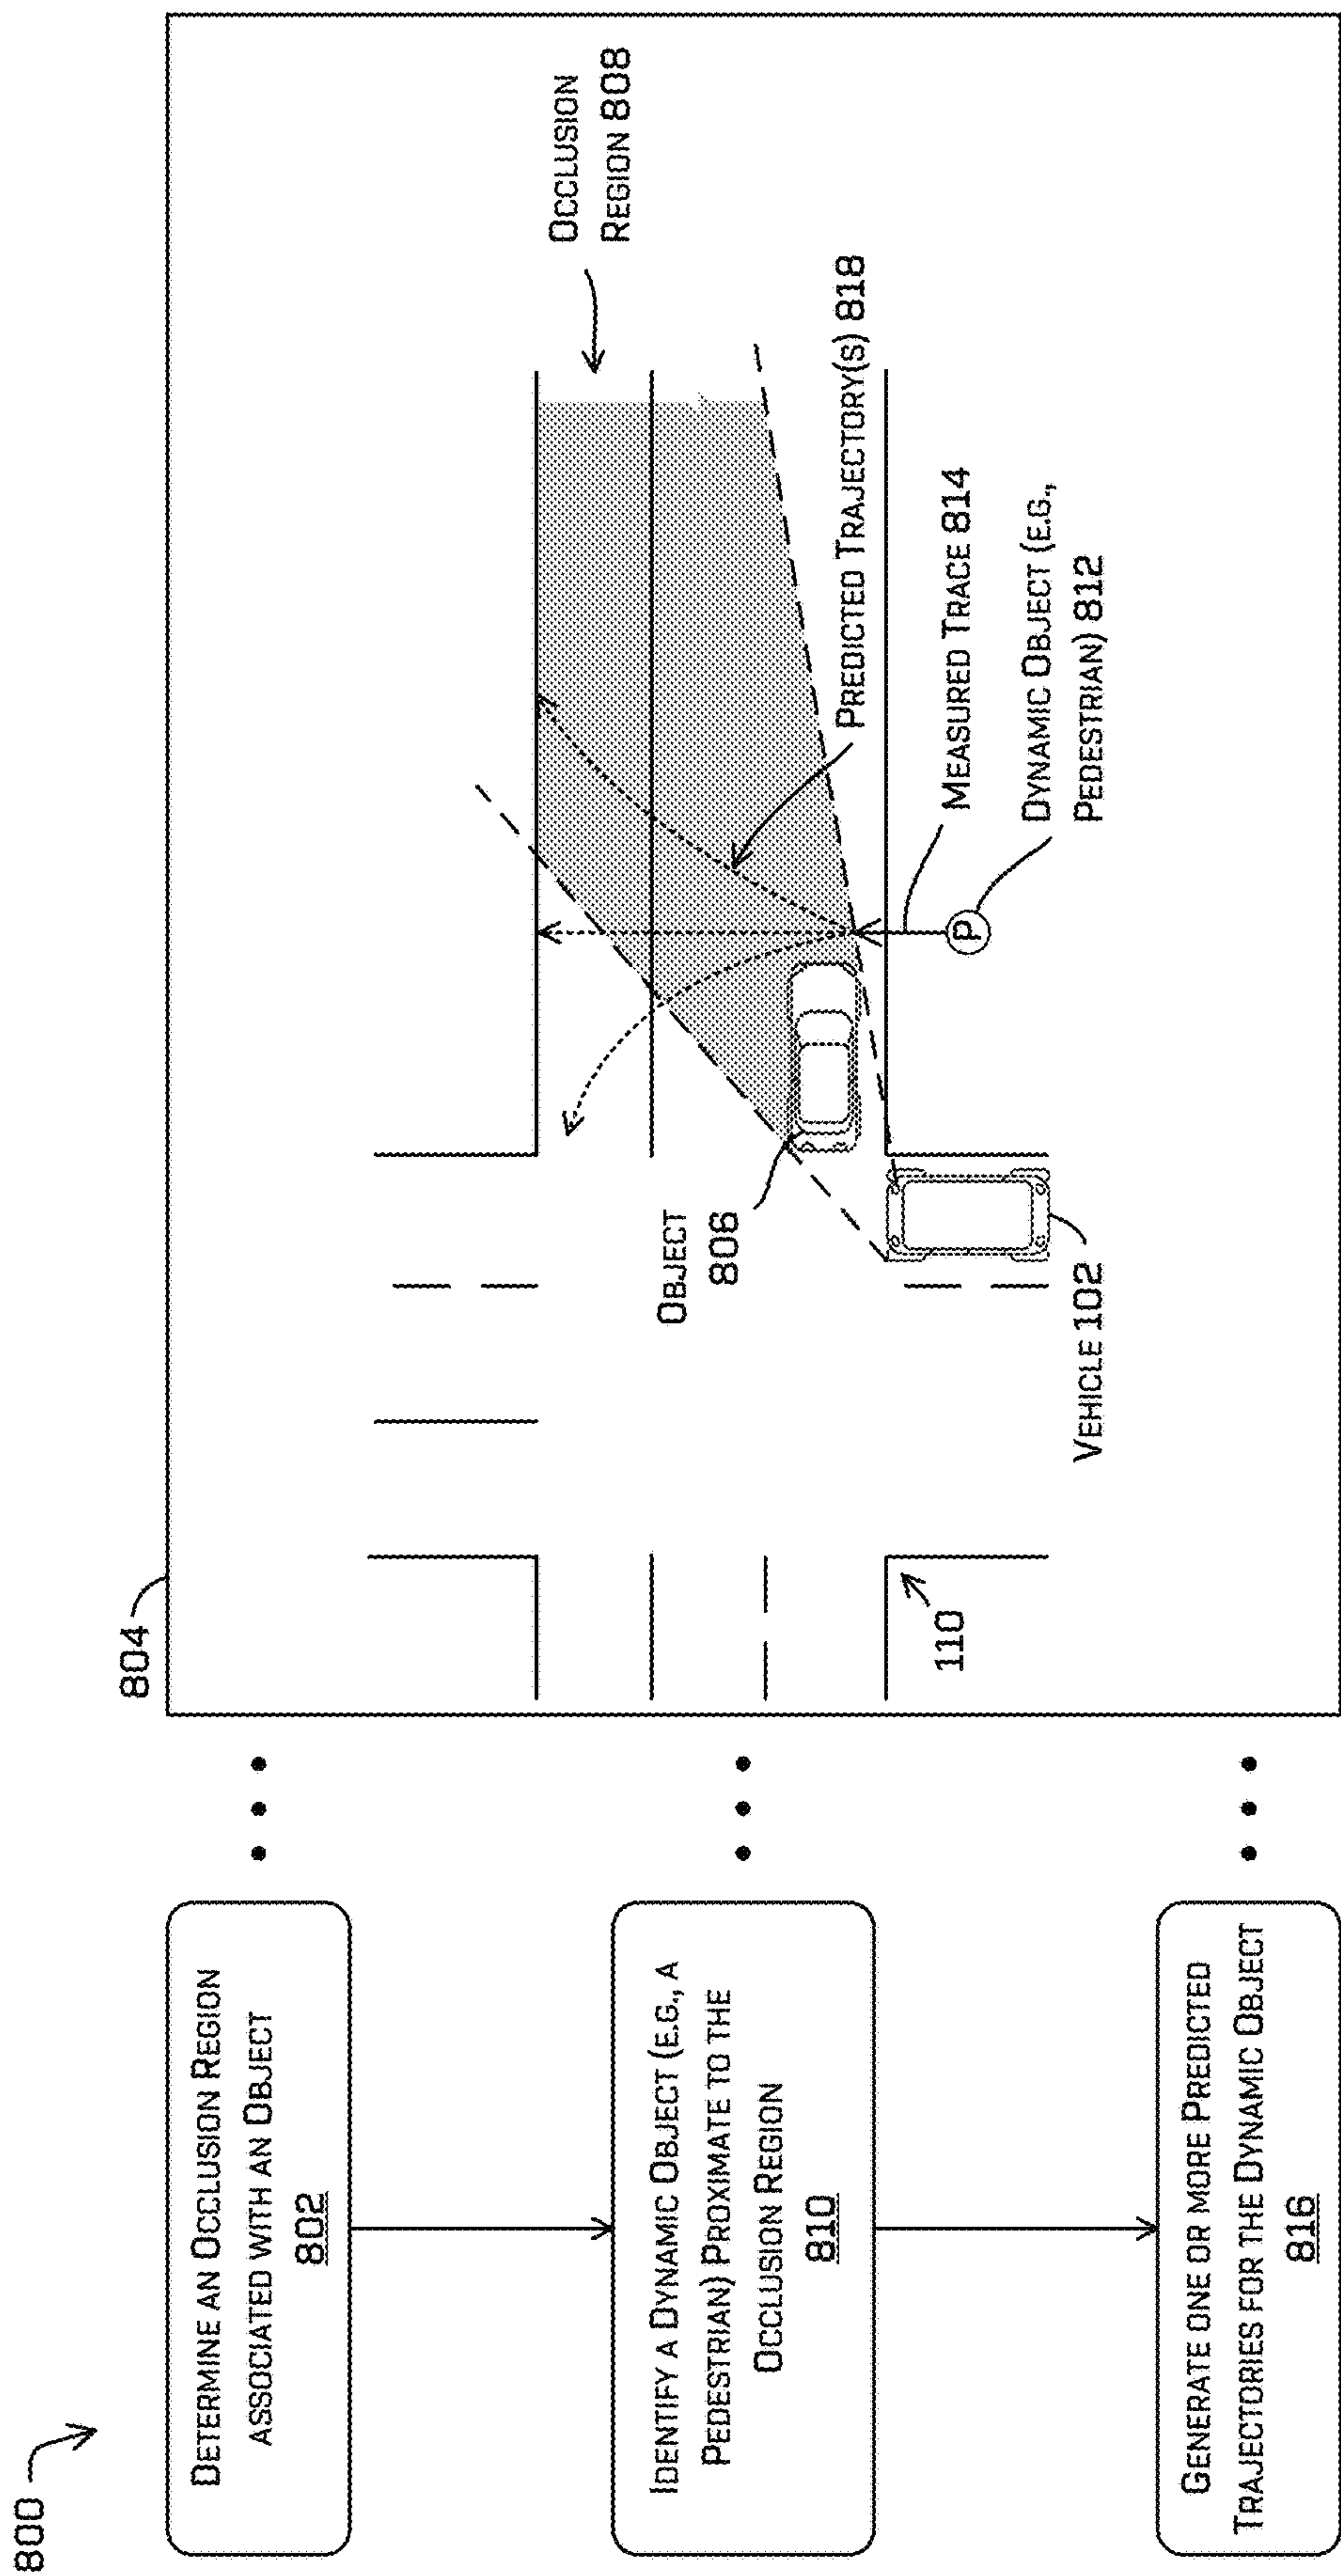 800
DETERMINE AN OCCLUSION REGION
ASSOCIATED WITH AN OBJECT
802
IDENTIFY A DYNAMIC OBJECT (E.G., A
PEDESTRIAN) PROXIMATE TO THE
OCCLUSION REGION
810
GENERATE ONE OR MORE PREDICTED
TRAJECTORIES FOR THE DYNAMIC OBJECT
816
804
OCCLUSION
REGION 808
OBJECT
806
PREDICTED TRAJECTORY(S) 818
MEASURED TRACE 814
P
DYNAMIC OBJECT (E.G.,
PEDESTRIAN) 812
110
VEHICLE 102